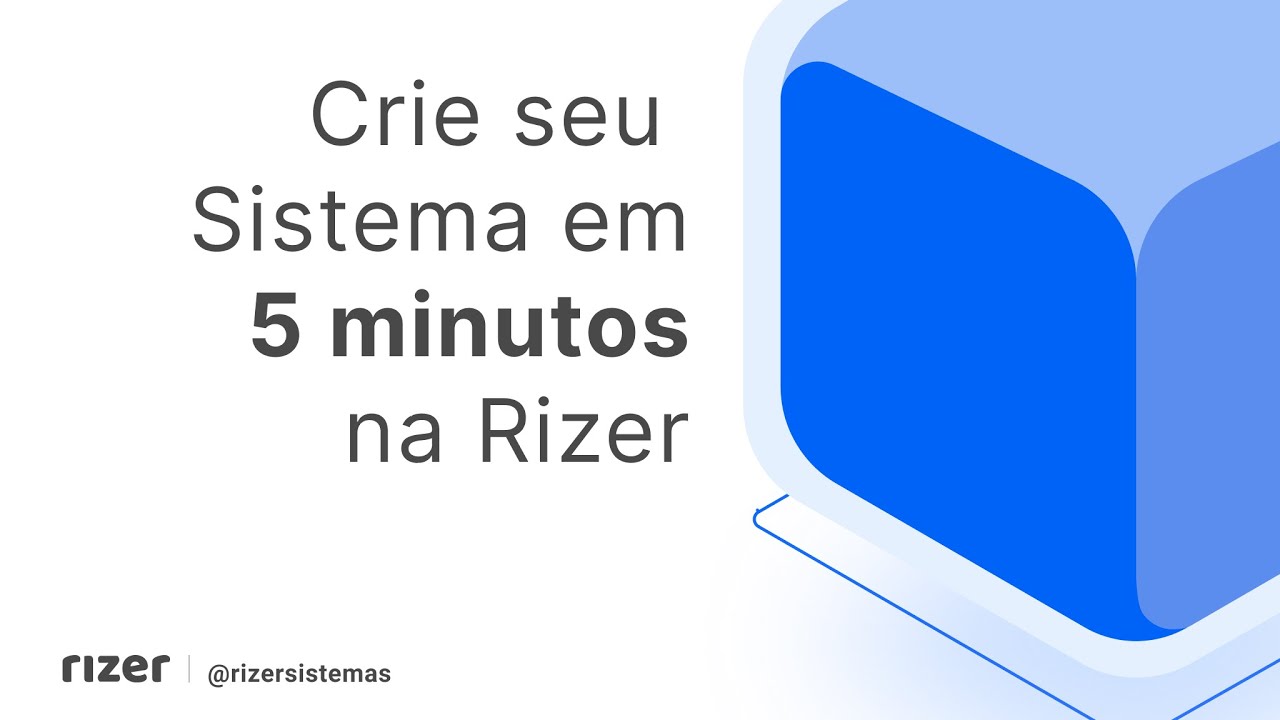 Crie seu
Sistema em
5 minutos
na Rizer
rizer
@rizersistemas